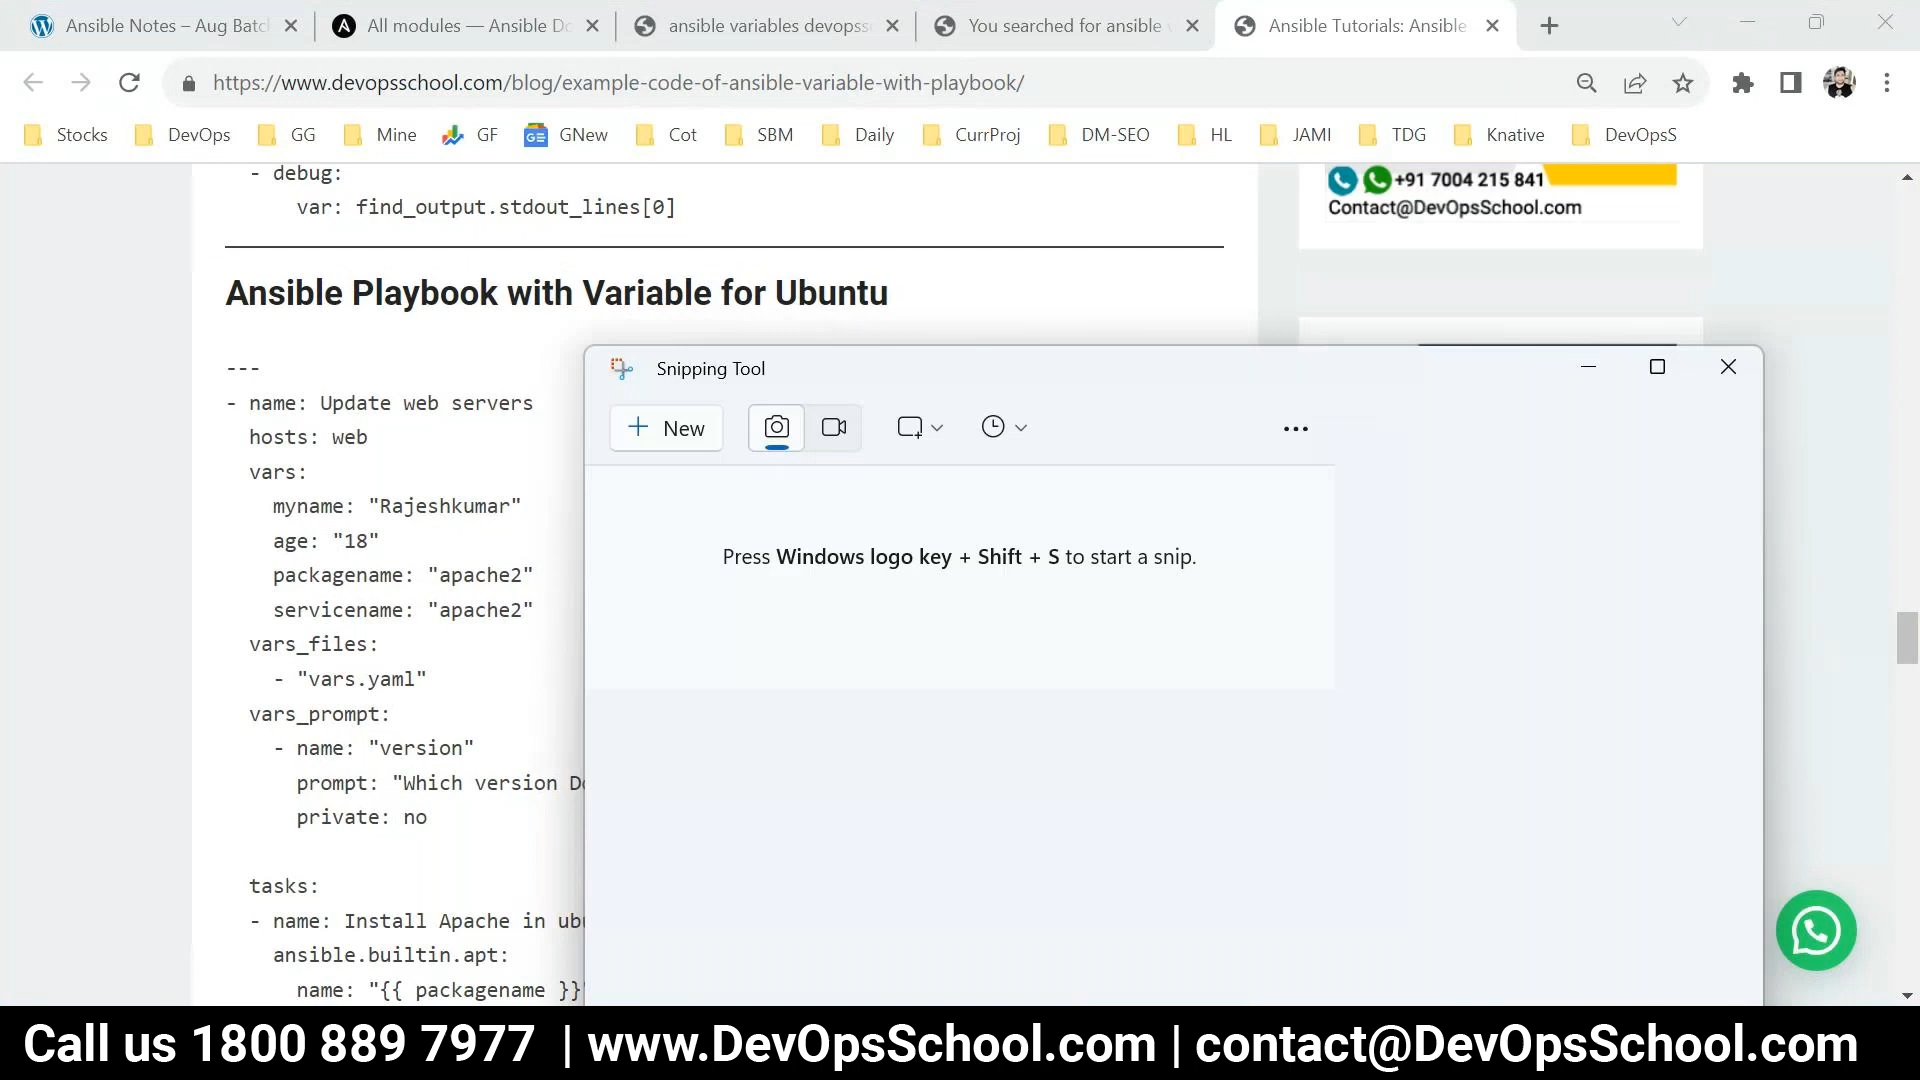 Ansible Notes – Aug Batc
All modules — Ansible Do
ansible variables devopss
You searched for ansible v
Ansible Tutorials: Ansible
https://www.devopsschool.com/blog/example-code-of-ansible-variable-with-playbook/
Stocks
DevOps
GG
Mine
GF
GNew
Cot
SBM
Daily
CurrProj
DM-SEO
HL
JAMI
TDG
Knative
DevOpsS
- debug:
var: find_output.stdout_lines[0]
+91 7004 215 841
Contact@DevOpsSchool.com
Ansible Playbook with Variable for Ubuntu
---
- name: Update web servers
hosts: web
vars:
myname: "Rajeshkumar"
age: "18"
packagename: "apache2"
servicename: "apache2"
vars_files:
- "vars.yaml"
vars_prompt:
- name: "version"
prompt: "Which version Do
private: no
tasks:
- name: Install Apache in ubu
ansible.builtin.apt:
name: "{{ packagename }}"
Snipping Tool
New
Press Windows logo key + Shift + S to start a snip.
Call us 1800 889 7977 | www.DevOpsSchool.com | contact@DevOpsSchool.com